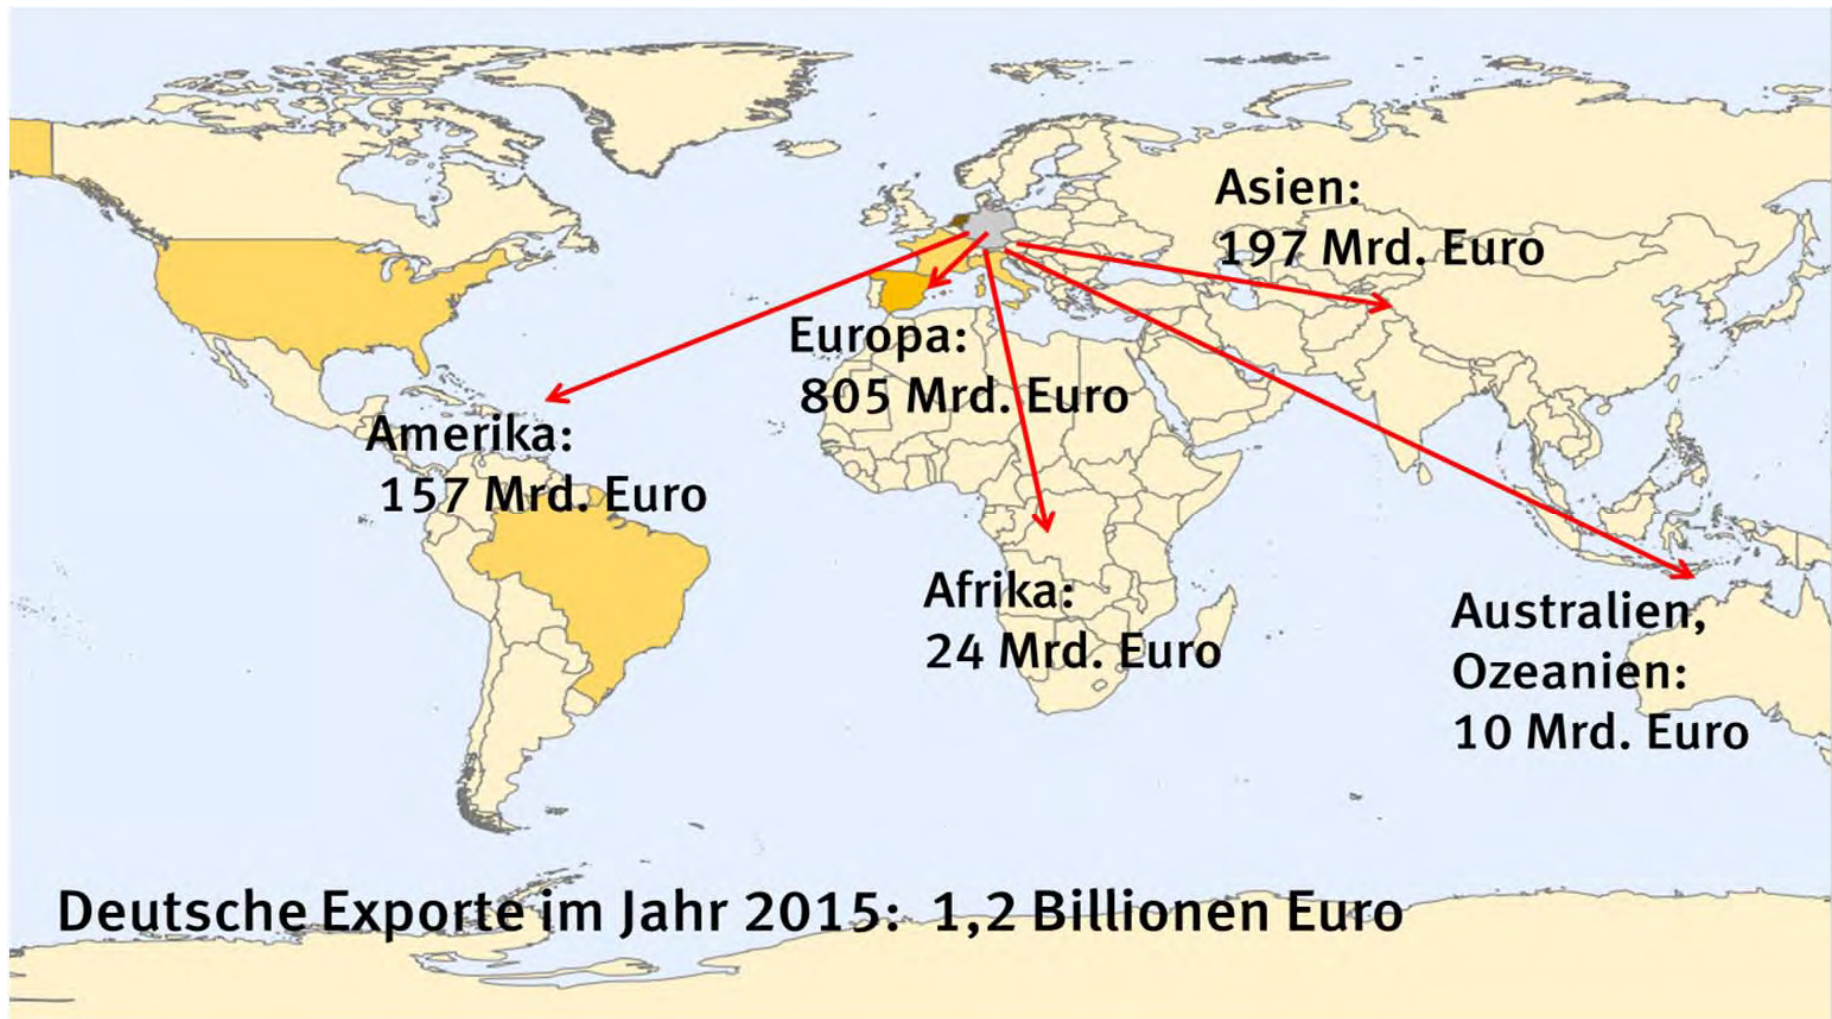 Asien:
197 Mrd. Euro
Europa:
805 Mrd. Euro
Amerika:
157 Mrd. Euro
Afrika:
24 Mrd. Euro
Australien,
Ozeanien:
10 Mrd. Euro
Deutsche Exporte im Jahr 2015: 1,2 Billionen Euro